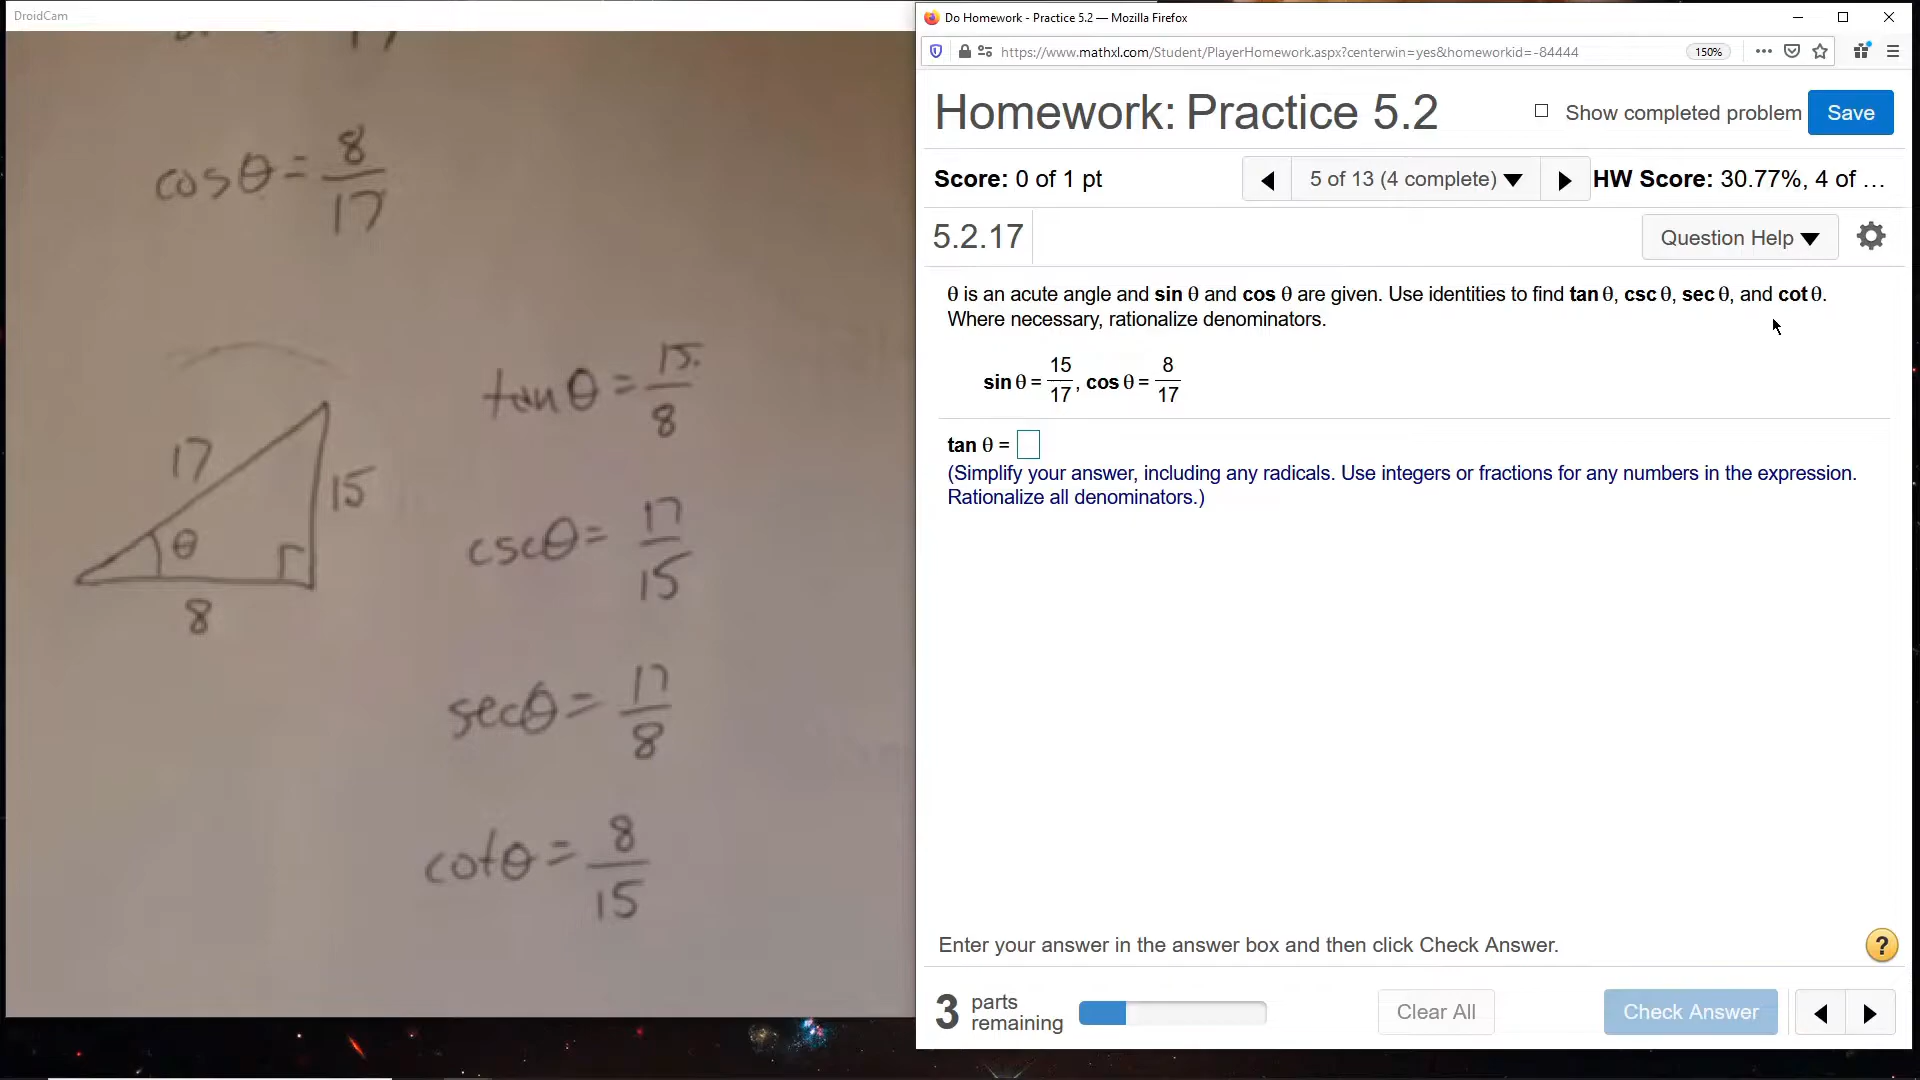 DroidCam
17
cosθ = 8/17
17
15
θ
8
tanθ = 15/8
cscθ = 17/15
secθ = 17/8
cotθ = 8/15
Do Homework - Practice 5.2 — Mozilla Firefox
https://www.mathxl.com/Student/PlayerHomework.aspx?centerwin=yes&homeworkid=-84444
150%
Homework: Practice 5.2
Show completed problem
Save
Score: 0 of 1 pt
5 of 13 (4 complete)
HW Score: 30.77%, 4 of ...
5.2.17
Question Help
θ is an acute angle and sin θ and cos θ are given. Use identities to find tan θ, csc θ, sec θ, and cot θ.
Where necessary, rationalize denominators.
sin θ = 15/17, cos θ = 8/17
tan θ =
(Simplify your answer, including any radicals. Use integers or fractions for any numbers in the expression.
Rationalize all denominators.)
Enter your answer in the answer box and then click Check Answer.
?
3 parts
remaining
Clear All
Check Answer